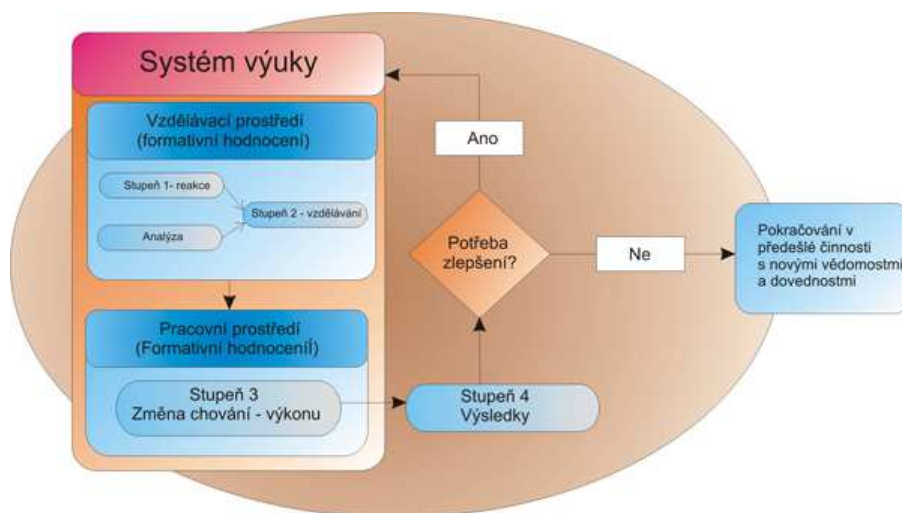 Systém výuky
Vzdělávací prostředí
(formativní hodnocení)
Stupeň 1- reakce
Stupeň 2 - vzdělávání
Analýza
Pracovní prostředí
(Formativní hodnoceníĺ)
Stupeň 3
Změna chování - výkonu
Stupeň 4
Výsledky
Potřeba
zlepšení?
Ano
Ne
Pokračování v
předešlé činnosti
s novými vědomostmi
a dovednostmi